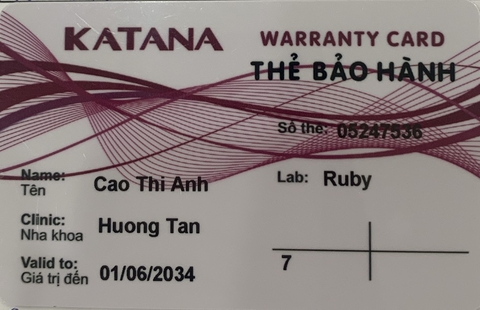 KATANA WARRANTY CARD
THẺ BẢO HÀNH
Số the: 05247536
Name: Cao Thi Anh Lab: Ruby
Tên
Clinic: Huong Tan
Nha khoa
Valid to: 01/06/2034
Giá trị đến
7